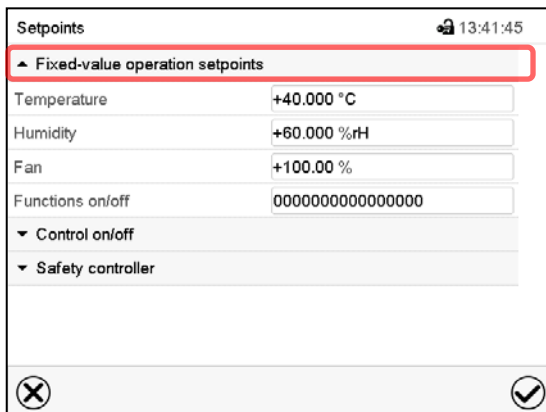 Setpoints 13:41:45
Fixed-value operation setpoints
Temperature +40.000 °C
Humidity +60.000 %rH
Fan +100.00 %
Functions on/off 0000000000000000
Control on/off
Safety controller